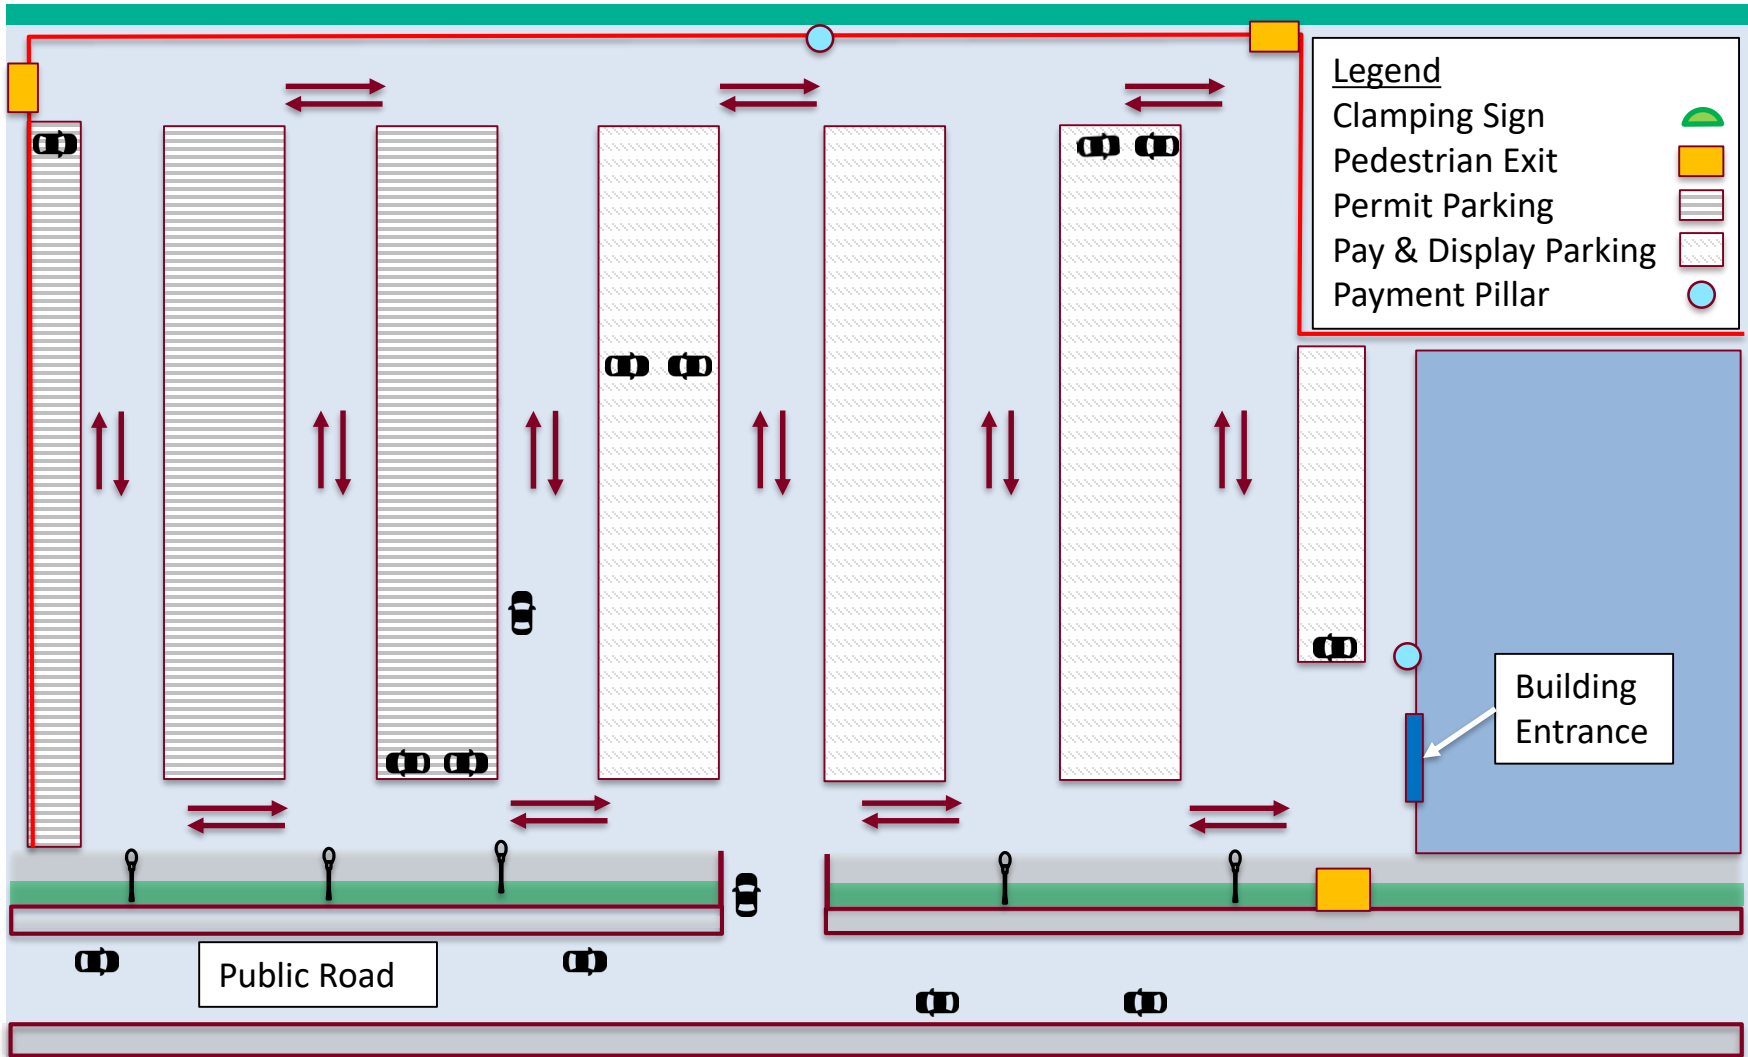 Legend
Clamping Sign
Pedestrian Exit
Permit Parking
Pay & Display Parking
Payment Pillar
Building
Entrance
Public Road